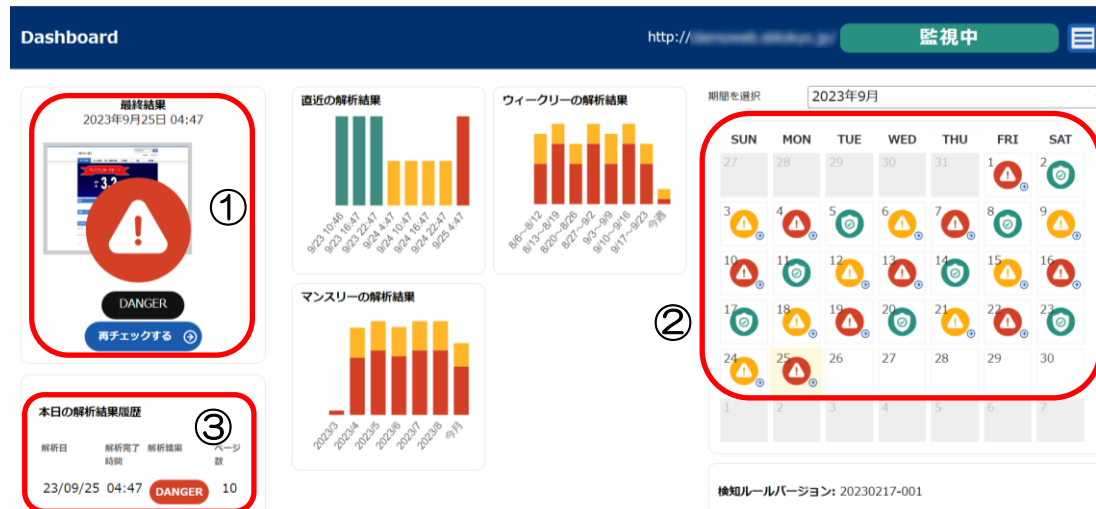 Dashboard
http://
監視中
最終結果
2023年9月25日 04:47
3.2
①
DANGER
再チェックする
本日の解析結果履歴
③
解析日 解析完了時間 解析結果 ページ数
23/09/25 04:47 DANGER 10
直近の解析結果
9/23 10:46
9/23 16:47
9/23 22:47
9/24 4:47
9/24 10:47
9/24 16:47
9/24 22:47
9/25 4:47
ウィークリーの解析結果
8/6~8/12
8/13~8/19
8/20~8/26
8/27~9/2
9/3~9/9
9/10~9/16
9/17~9/23
今週
マンスリーの解析結果
2023/3
2023/4
2023/5
2023/6
2023/7
2023/8
今月
期間を選択 2023年9月
②
SUN MON TUE WED THU FRI SAT
27 28 29 30 31 1 2
3 4 5 6 7 8 9
10 11 12 13 14 15 16
17 18 19 20 21 22 23
24 25 26 27 28 29 30
1 2 3 4 5 6 7
検知ルールバージョン: 20230217-001